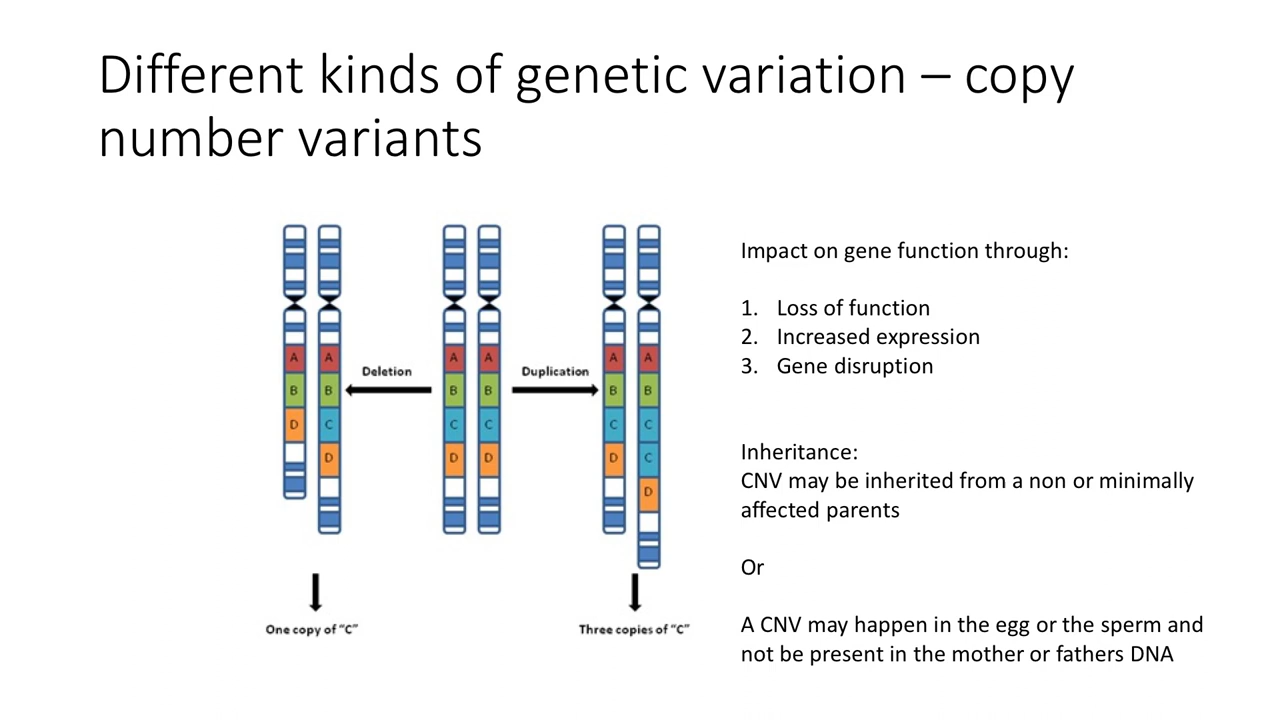 Different kinds of genetic variation – copy
number variants
A A A A A A
Deletion
Duplication
B B B B B B
D C C C C C
D D D D C
D
One copy of “C”
Three copies of “C”
Impact on gene function through:
1. Loss of function
2. Increased expression
3. Gene disruption
Inheritance:
CNV may be inherited from a non or minimally
affected parents
Or
A CNV may happen in the egg or the sperm and
not be present in the mother or fathers DNA